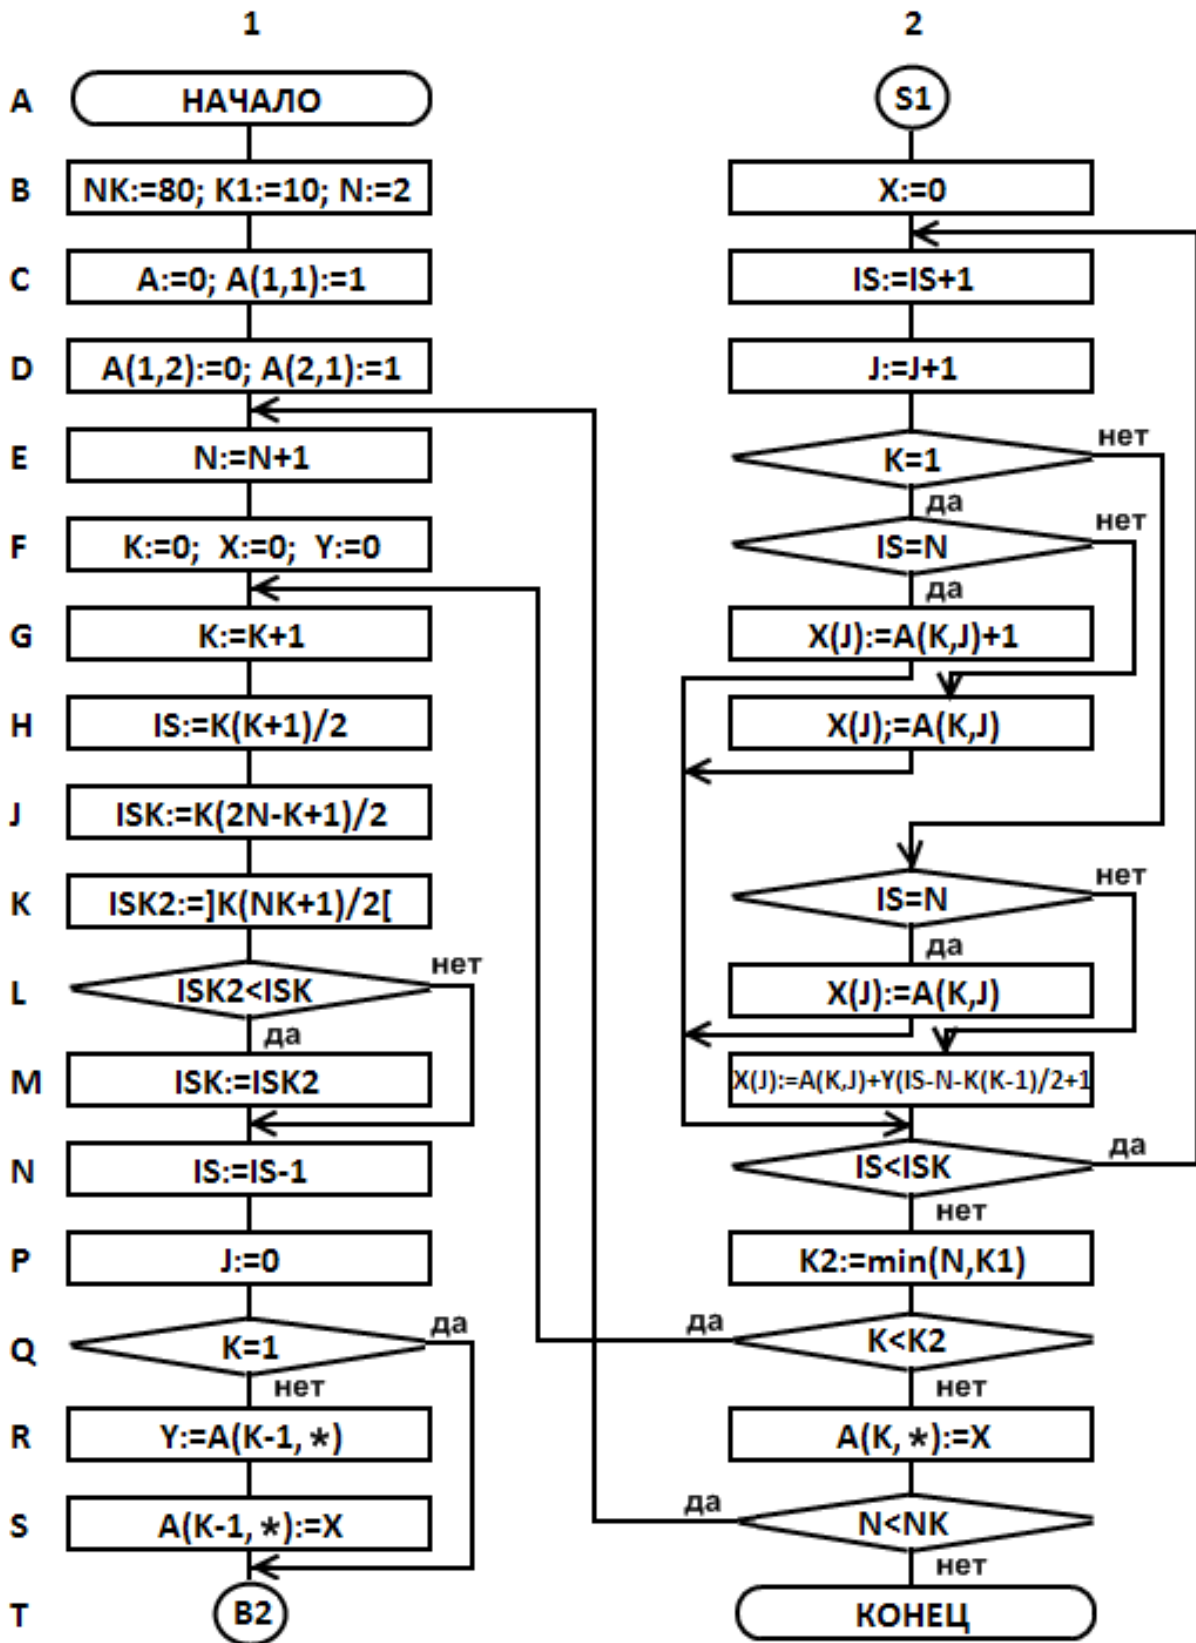 1
A НАЧАЛО
B NK:=80; K1:=10; N:=2
C A:=0; A(1,1):=1
D A(1,2):=0; A(2,1):=1
E N:=N+1
F K:=0; X:=0; Y:=0
G K:=K+1
H IS:=K(K+1)/2
J ISK:=K(2N-K+1)/2
K ISK2:=]K(NK+1)/2[
L ISK2<ISK
нет
да
M ISK:=ISK2
N IS:=IS-1
P J:=0
Q K=1
да
нет
R Y:=A(K-1,*)
S A(K-1,*):=X
T B2
2
S1
X:=0
IS:=IS+1
J:=J+1
K=1
нет
да
IS=N
нет
да
X(J):=A(K,J)+1
X(J);=A(K,J)
IS=N
нет
да
X(J):=A(K,J)
X(J):=A(K,J)+Y(IS-N-K(K-1)/2+1
IS<ISK
да
нет
K2:=min(N,K1)
K<K2
да
нет
A(K,*):=X
N<NK
да
нет
КОНЕЦ